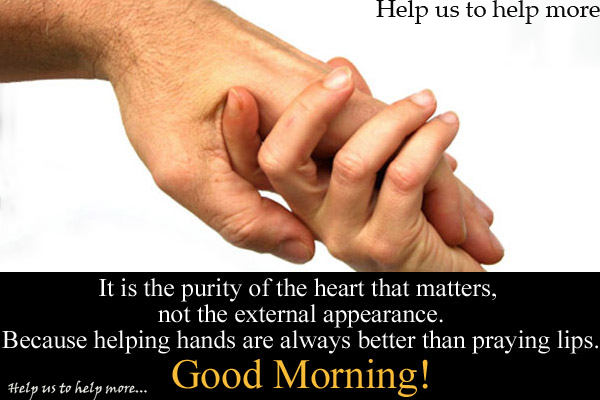 Help us to help more
It is the purity of the heart that matters,
not the external appearance.
Because helping hands are always better than praying lips.
Good Morning!
Help us to help more...